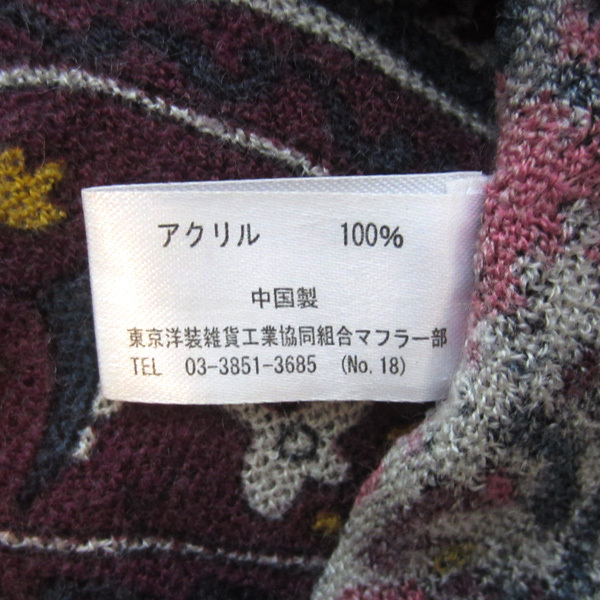 アクリル 100%
中国製
東京洋装雑貨工業協同組合マフラー部
TEL 03-3851-3685 (No.18)